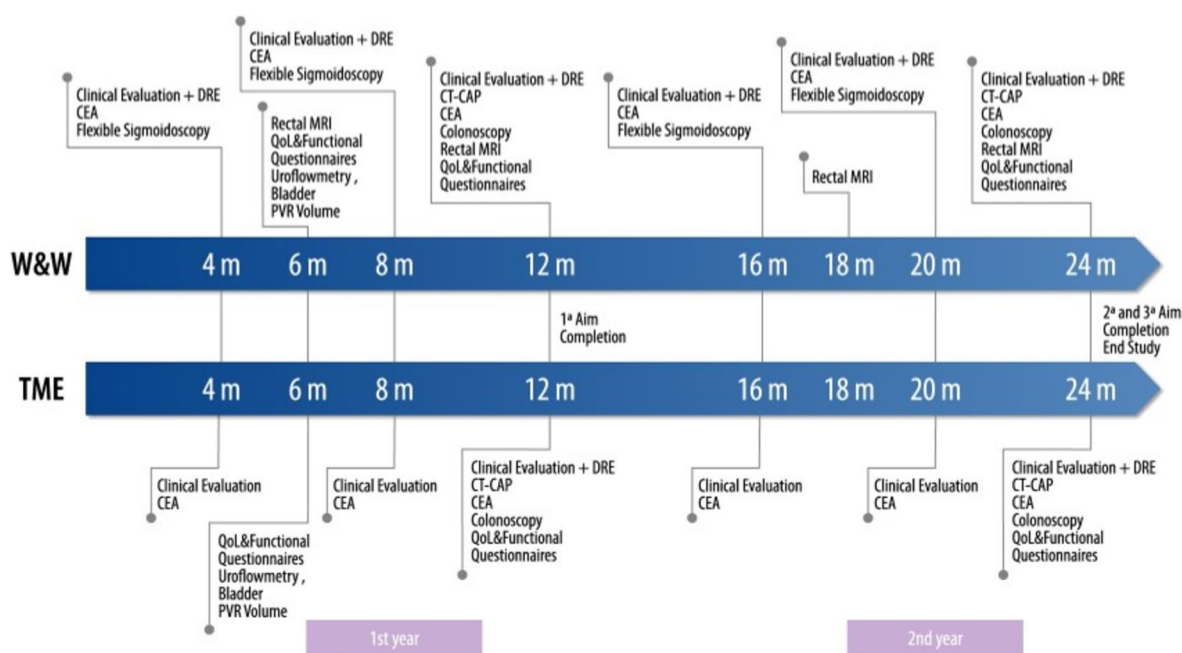 Clinical Evaluation + DRE
CEA
Flexible Sigmoidoscopy
Clinical Evaluation + DRE
CEA
Flexible Sigmoidoscopy
Rectal MRI
QoL&Functional
Questionnaires
Uroflowmetry ,
Bladder
PVR Volume
Clinical Evaluation + DRE
CT-CAP
CEA
Colonoscopy
Rectal MRI
QoL&Functional
Questionnaires
Clinical Evaluation + DRE
CEA
Flexible Sigmoidoscopy
Clinical Evaluation + DRE
CEA
Flexible Sigmoidoscopy
Rectal MRI
Clinical Evaluation + DRE
CT-CAP
CEA
Colonoscopy
Rectal MRI
QoL&Functional
Questionnaires
W&W 4 m 6 m 8 m 12 m 16 m 18 m 20 m 24 m
1ª Aim
Completion
2ª and 3ª Aim
Completion
End Study
TME 4 m 6 m 8 m 12 m 16 m 18 m 20 m 24 m
Clinical Evaluation
CEA
QoL&Functional
Questionnaires
Uroflowmetry ,
Bladder
PVR Volume
Clinical Evaluation
CEA
Clinical Evaluation + DRE
CT-CAP
CEA
Colonoscopy
QoL&Functional
Questionnaires
Clinical Evaluation
CEA
Clinical Evaluation
CEA
Clinical Evaluation + DRE
CT-CAP
CEA
Colonoscopy
QoL&Functional
Questionnaires
1st year
2nd year